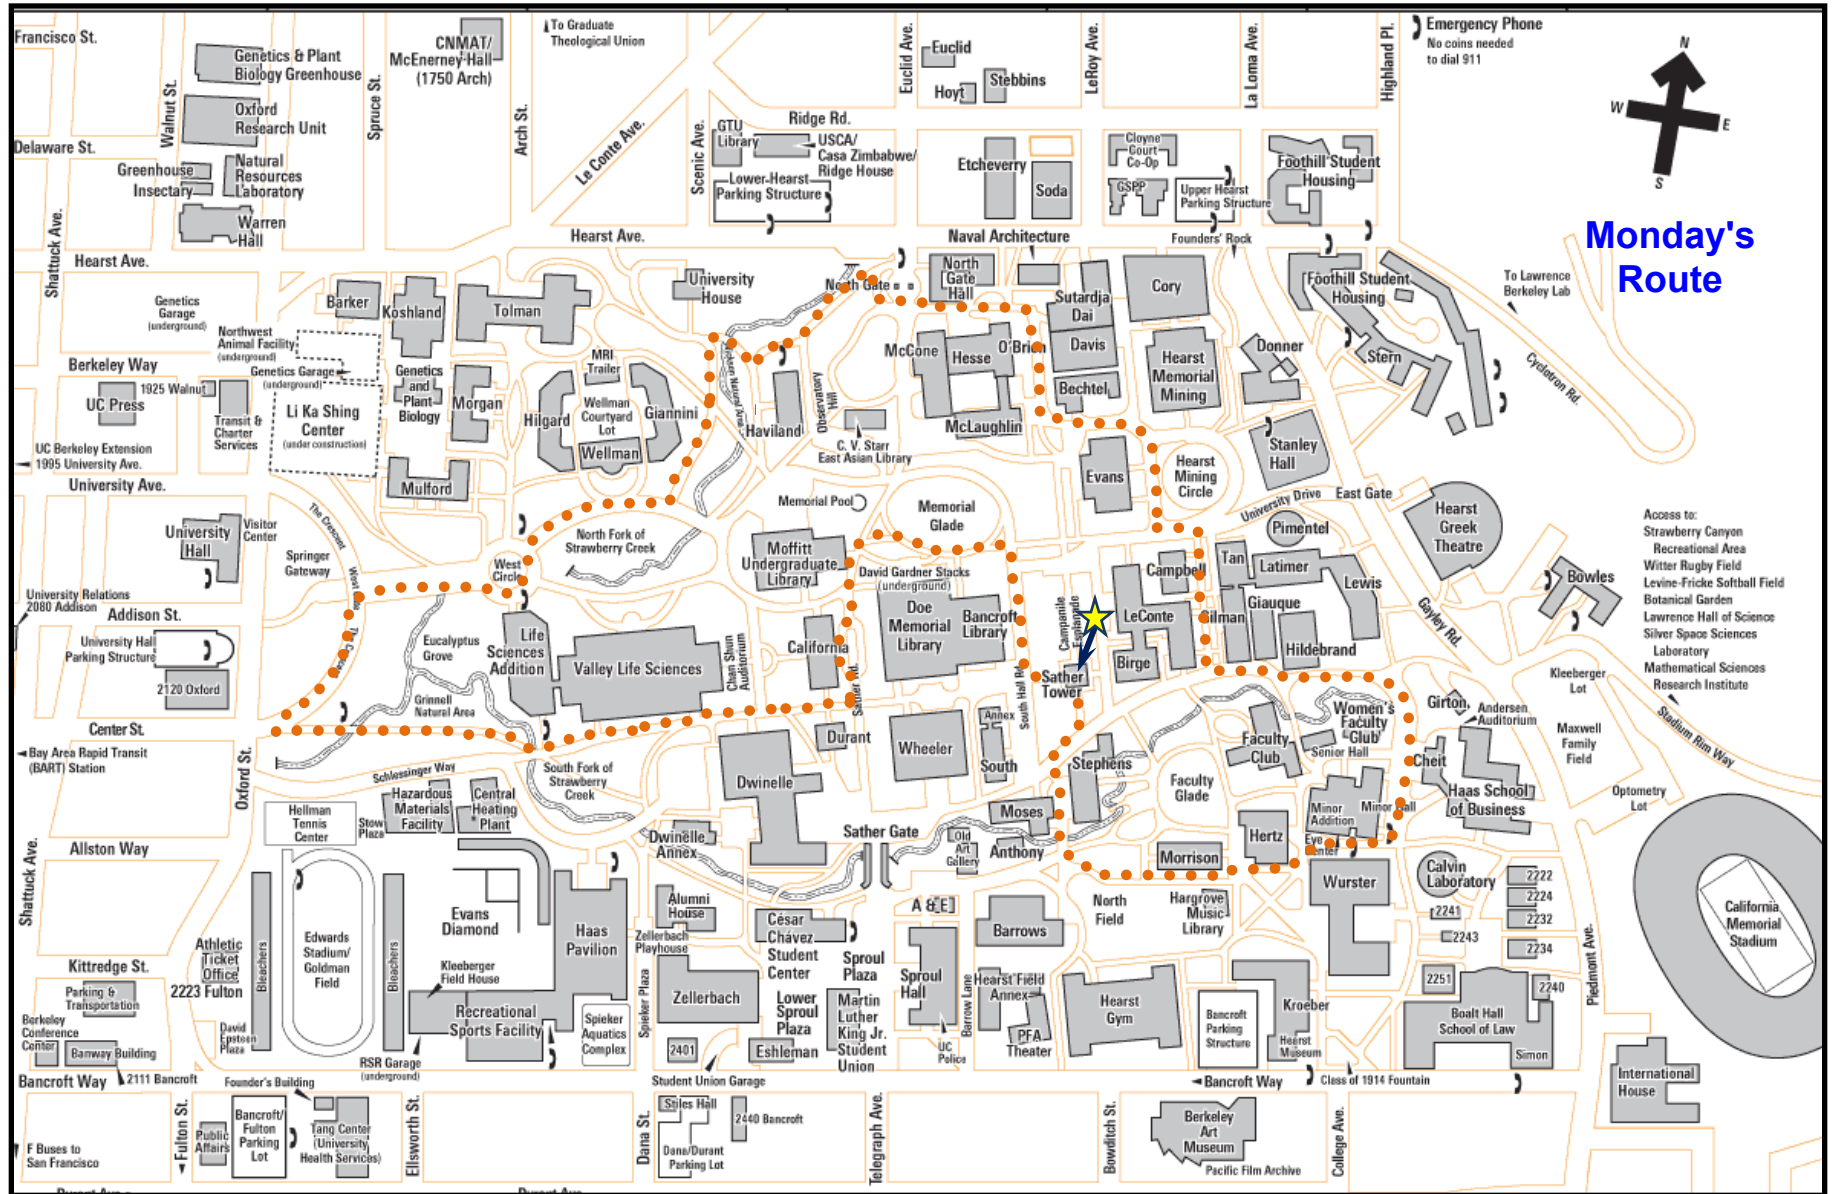 Francisco St.
Genetics & Plant
Biology Greenhouse
CNMAT/
McEnerney Hall
(1750 Arch)
To Graduate
Theological Union
Euclid Ave.
Euclid
Hoyt
Stebbins
LeRoy Ave.
La Loma Ave.
Highland Pl.
Emergency Phone
No coins needed
to dial 911
N
W
E
S
Monday's
Route
Walnut St.
Spruce St.
Arch St.
Oxford
Research Unit
Delaware St.
Greenhouse
Insectary
Natural
Resources
Laboratory
Warren
Hall
Le Conte Ave.
Scenic Ave.
Ridge Rd.
GTU
Library
USCA/
Casa Zimbabwe/
Ridge House
Lower-Hearst
Parking Structure
Etcheverry
Soda
Cloyne
Court
Co-Op
GSPP
Upper Hearst
Parking Structure
Foothill Student
Housing
Shattuck Ave.
Hearst Ave.
Hearst Ave.
Naval Architecture
Founders' Rock
Genetics
Garage
(underground)
Barker
Koshland
Tolman
University
House
North Gate
North
Gate
Hall
Sutardja
Dai
Cory
Foothill Student
Housing
To Lawrence
Berkeley Lab
Northwest
Animal Facility
(underground)
Genetics Garage
(underground)
Berkeley Way
1925 Walnut
UC Press
Transit &
Charter
Services
Li Ka Shing
Center
(under construction)
Genetics
and
Plant
Biology
Morgan
MRI
Trailer
Hilgard
Wellman
Courtyard
Lot
Giannini
Wellman
Haviland
Observatory
Hill
C. V. Starr
East Asian Library
McCone
Hesse
O'Brien
McLaughlin
Davis
Bechtel
Hearst
Memorial
Mining
Donner
Stern
Cyclotron Rd.
UC Berkeley Extension
1995 University Ave.
University Ave.
Mulford
The Crescent
Memorial Pool
Memorial
Glade
Evans
Hearst
Mining
Circle
Stanley
Hall
University Drive
East Gate
Hearst
Greek
Theatre
University
Hall
Visitor
Center
Springer
Gateway
West
Circle
North Fork of
Strawberry Creek
Moffitt
Undergraduate
Library
David Gardner Stacks
(underground)
Pimentel
Tan
Latimer
Lewis
Campbell
Bowles
Access to:
Strawberry Canyon
Recreational Area
Witter Rugby Field
Levine-Fricke Softball Field
Botanical Garden
Lawrence Hall of Science
Silver Space Sciences
Laboratory
Mathematical Sciences
Research Institute
University Relations
2080 Addison
Addison St.
University Hall
Parking Structure
2120 Oxford
Eucalyptus
Grove
Grinnell
Natural Area
Life
Sciences
Addition
Valley Life Sciences
Chan Shun
Auditorium
California
Sather Rd.
Doe
Memorial
Library
Bancroft
Library
South Hall Rd.
Campanile
Esplanade
Sather
Tower
LeConte
Birge
Gilman
Giauque
Hildebrand
Gayley Rd.
Kleeberger
Lot
Center St.
Bay Area Rapid Transit
(BART) Station
Oxford St.
Schlessinger Way
South Fork of
Strawberry
Creek
Durant
Dwinelle
Wheeler
Annex
South
Stephens
Faculty
Club
Faculty
Glade
Women's
Faculty
Club
Senior Hall
Girton
Andersen
Auditorium
Cheit
Haas School
of Business
Maxwell
Family
Field
Stadium Rim Way
Optometry
Lot
Hellman
Tennis
Center
Stow
Plaza
Hazardous
Materials
Facility
Central
Heating
Plant
Dwinelle
Annex
Sather Gate
Moses
Old
Art
Gallery
Anthony
Morrison
Hertz
Minor
Addition
Minor Hall
Eye
Center
Shattuck Ave.
Allston Way
Bleachers
Edwards
Stadium/
Goldman
Field
Bleachers
Evans
Diamond
Haas
Pavilion
Alumni
House
Zellerbach
Playhouse
César
Chávez
Student
Center
A & E
Sproul
Plaza
Sproul
Hall
Barrows
North
Field
Hargrove
Music
Library
Wurster
Calvin
Laboratory
2222
2224
2232
2234
2241
2243
2251
2240
California
Memorial
Stadium
Athletic
Ticket
Office
2223 Fulton
Kittredge St.
Parking &
Transportation
Berkeley
Conference
Center
Banway Building
David
Epsteen
Plaza
Kleeberger
Field House
Recreational
Sports Facility
RSR Garage
(underground)
Spieker
Aquatics
Complex
Spieker Plaza
Zellerbach
2401
Lower
Sproul
Plaza
Eshleman
Martin
Luther
King Jr.
Student
Union
UC
Police
Barrow Lane
Hearst Field
Annex
PFA
Theater
Hearst
Gym
Bancroft
Parking
Structure
Kroeber
Hearst
Museum
Boalt Hall
School of Law
Simon
Piedmont Ave.
International
House
Bancroft Way
2111 Bancroft
Founder's Building
Student Union Garage
Bancroft Way
Class of 1914 Fountain
F Buses to
San Francisco
Fulton St.
Public
Affairs
Bancroft/
Fulton
Parking
Lot
Tang Center
(University
Health Services)
Ellsworth St.
Dana St.
Stiles Hall
2440 Bancroft
Dana/Durant
Parking Lot
Telegraph Ave.
Bowditch St.
Berkeley
Art
Museum
Pacific Film Archive
College Ave.